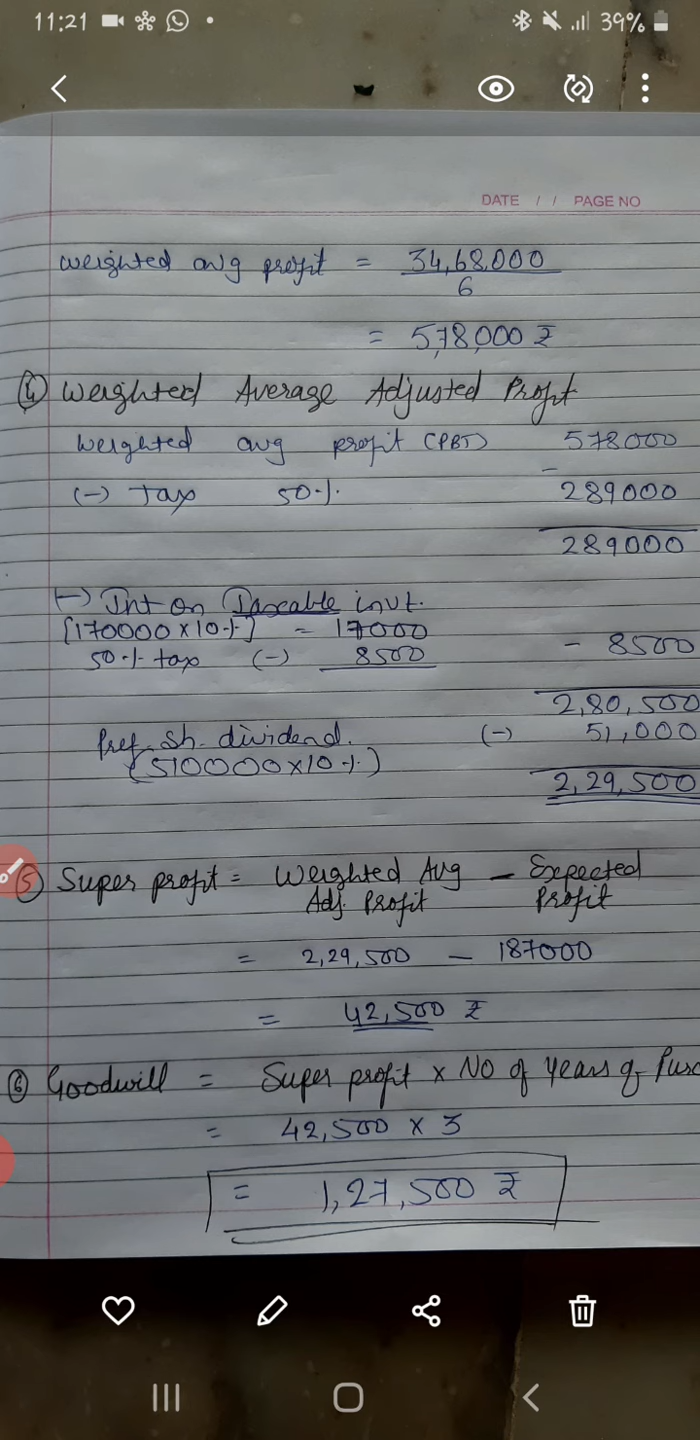 11:21
39%
DATE / / PAGE NO
weighted avg profit = 34,68,000
6
= 5,78,000 ₹
④ Weighted Average Adjusted Profit
Weighted avg profit (PBT) 578000
(-) Tax 50% - 289000
289000
(-) Int on Taxable invt.
[170000 x 10%] = 17000
50% tax (-) 8500 - 8500
2,80,500
Pref. Sh. dividend. (-) 51,000
(510000 x 10%)
2,29,500
⑤ Super profit = Weighted Avg - Expected
Adj. Profit Profit
= 2,29,500 - 187000
= 42,500 ₹
⑥ Goodwill = Super profit x NO of years of Purc
= 42,500 x 3
= 1,27,500 ₹